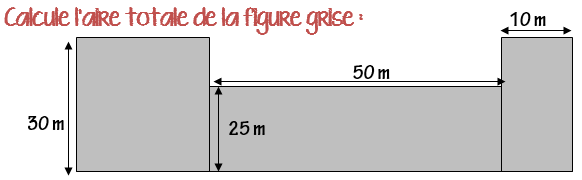 Calcule l'aire totale de la figure grise :
10 m
50 m
30 m
25 m